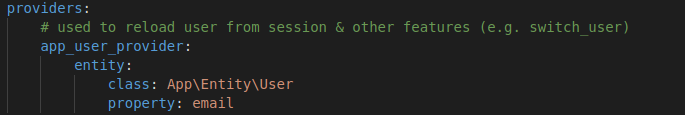 providers:
    # used to reload user from session & other features (e.g. switch_user)
    app_user_provider:
        entity:
            class: App\Entity\User
            property: email